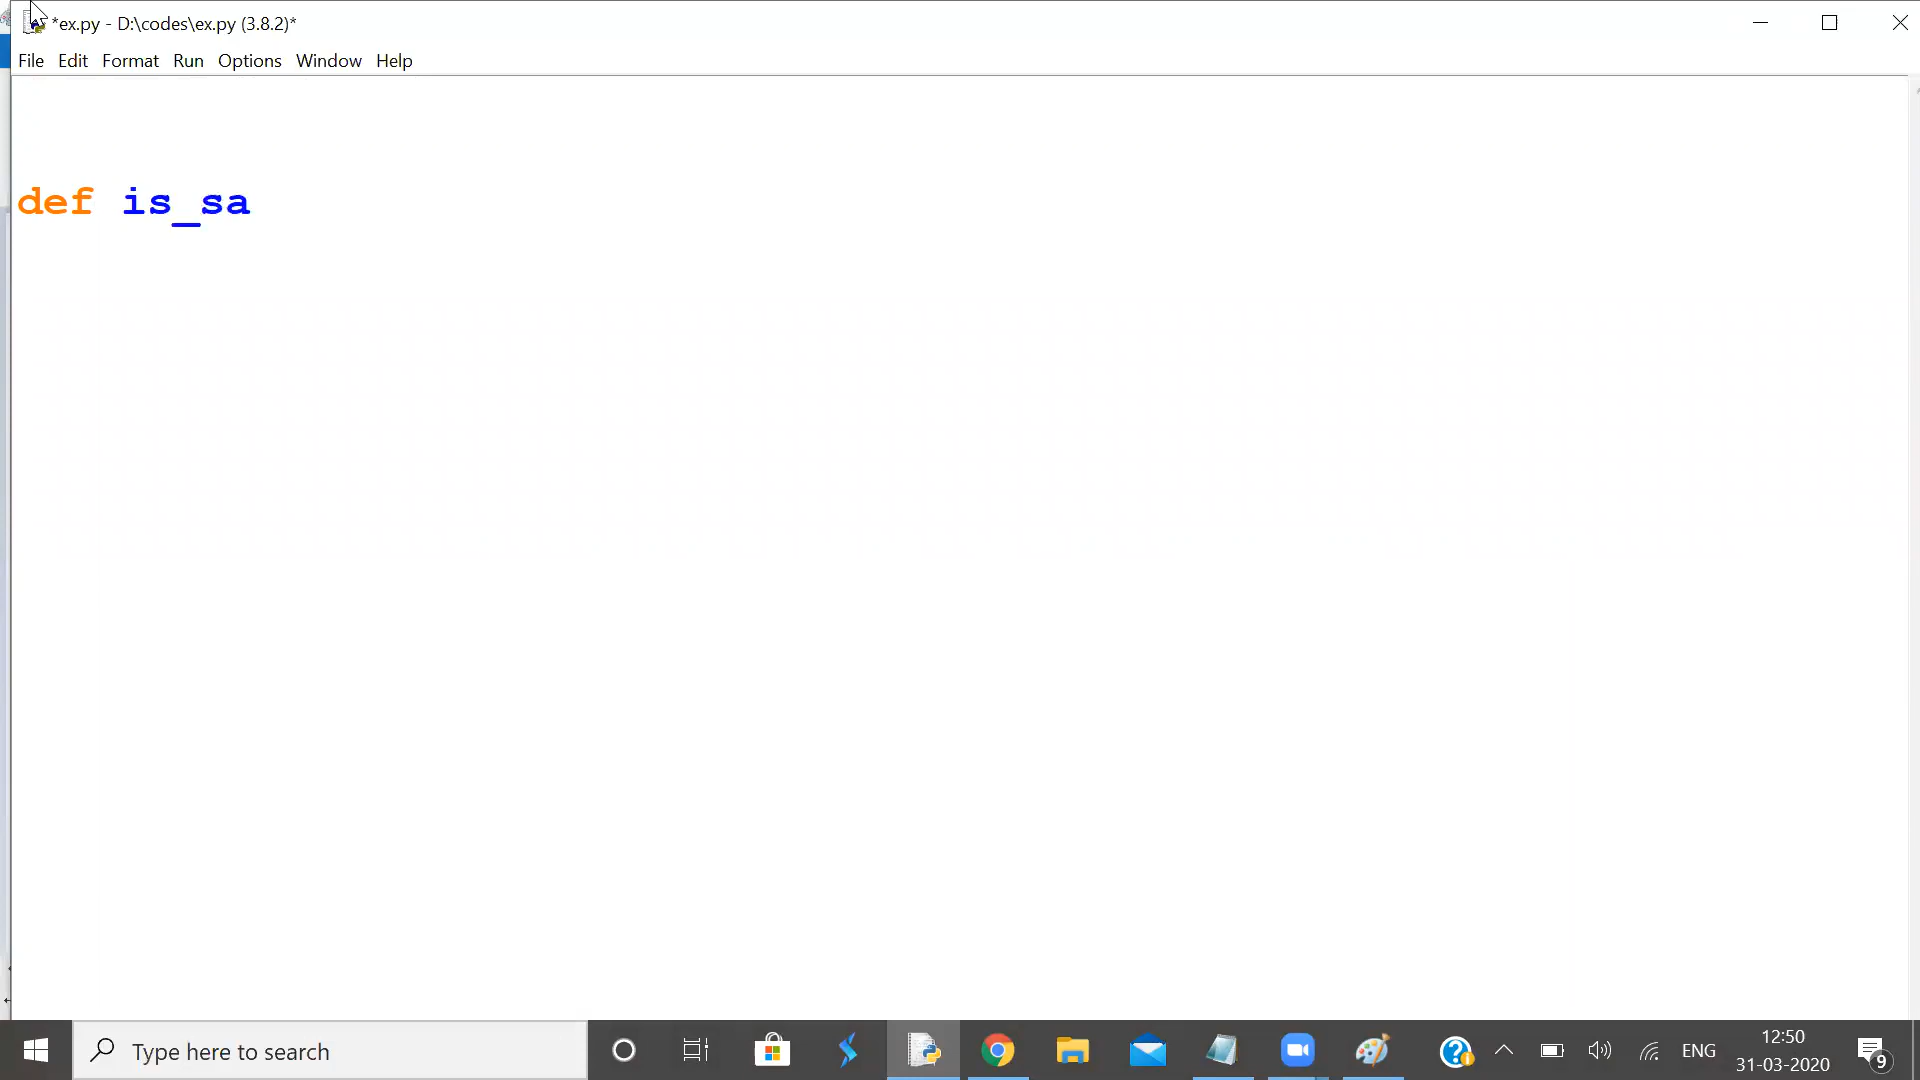 *ex.py - D:\codes\ex.py (3.8.2)*
File Edit Format Run Options Window Help
def is_sa
Type here to search
ENG
12:50
31-03-2020
9